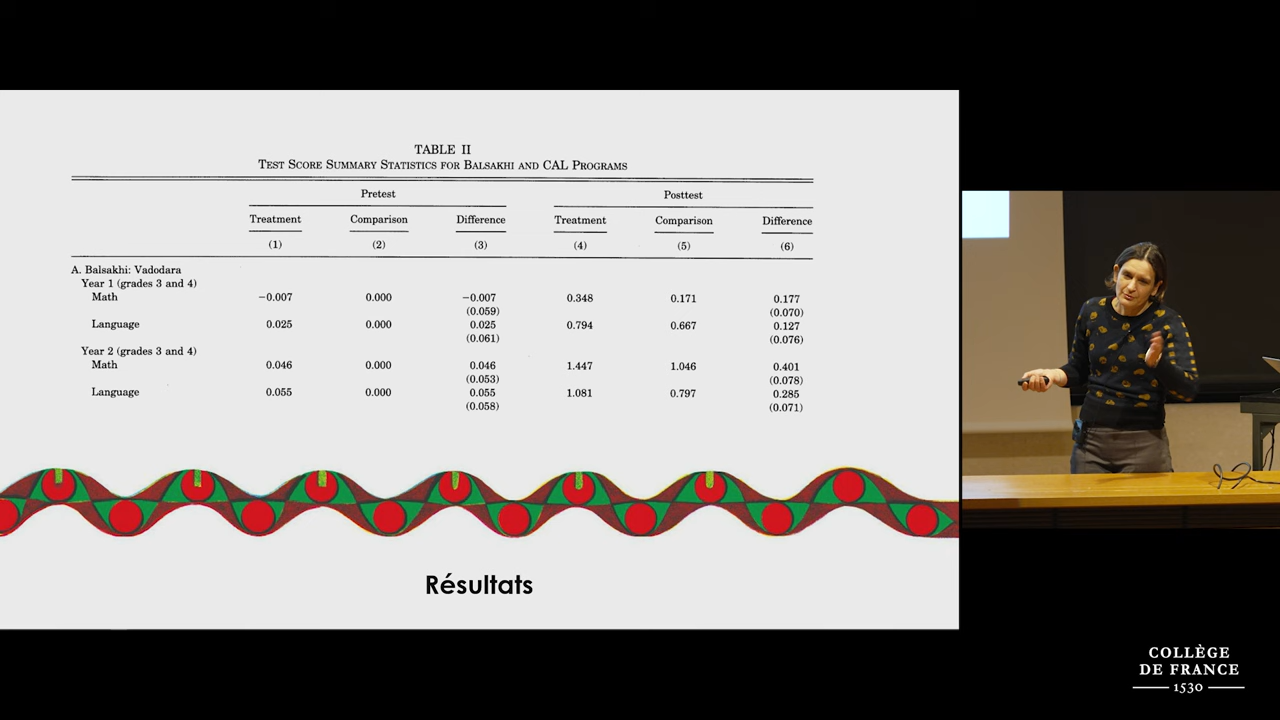 TABLE II
TEST SCORE SUMMARY STATISTICS FOR BALSAKHI AND CAL PROGRAMS
Pretest Posttest
Treatment Comparison Difference Treatment Comparison Difference
(1) (2) (3) (4) (5) (6)
A. Balsakhi: Vadodara
Year 1 (grades 3 and 4)
Math −0.007 0.000 −0.007 0.348 0.171 0.177
(0.059) (0.070)
Language 0.025 0.000 0.025 0.794 0.667 0.127
(0.061) (0.076)
Year 2 (grades 3 and 4)
Math 0.046 0.000 0.046 1.447 1.046 0.401
(0.053) (0.078)
Language 0.055 0.000 0.055 1.081 0.797 0.285
(0.058) (0.071)
Résultats
COLLÈGE
DE FRANCE
1530